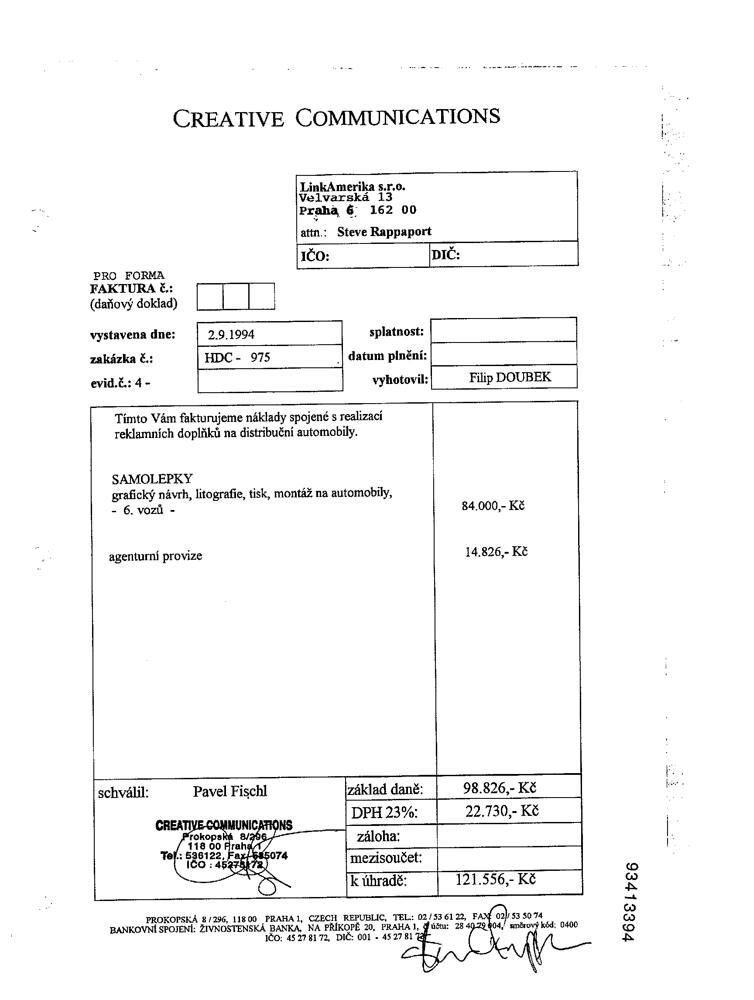 CREATIVE COMMUNICATIONS
LinkAmerika s.r.o.
Velvarská 13
Praha 6 162 00
attn.: Steve Rappaport
IČO: DIČ:
PRO FORMA
FAKTURA č.:
(daňový doklad)
vystavena dne: 2.9.1994 splatnost:
zakázka č.: HDC - 975 datum plnění:
evid.č.: 4 - vyhotovil: Filip DOUBEK
Tímto Vám fakturujeme náklady spojené s realizací
reklamních doplňků na distribuční automobily.
SAMOLEPKY
grafický návrh, litografie, tisk, montáž na automobily,
- 6. vozů - 84.000,- Kč
agenturní provize 14.826,- Kč
schválil: Pavel Fischl základ daně: 98.826,- Kč
DPH 23%: 22.730,- Kč
záloha:
mezisoučet:
k úhradě: 121.556,- Kč
CREATIVE COMMUNICATIONS
Prokopská 8/296
118 00 Praha 1
Tel.: 536122, Fax: 535074
IČO : 45278172
PROKOPSKÁ 8 / 296, 118 00 PRAHA 1, CZECH REPUBLIC, TEL.: 02 / 53 61 22, FAX: 02 / 53 50 74
BANKOVNÍ SPOJENÍ: ŽIVNOSTENSKÁ BANKA, NA PŘÍKOPĚ 20, PRAHA 1, č. účtu: 28 40 79 004, směrový kód: 0400
IČO: 45 27 81 72, DIČ: 001 - 45 27 81 72
93413394